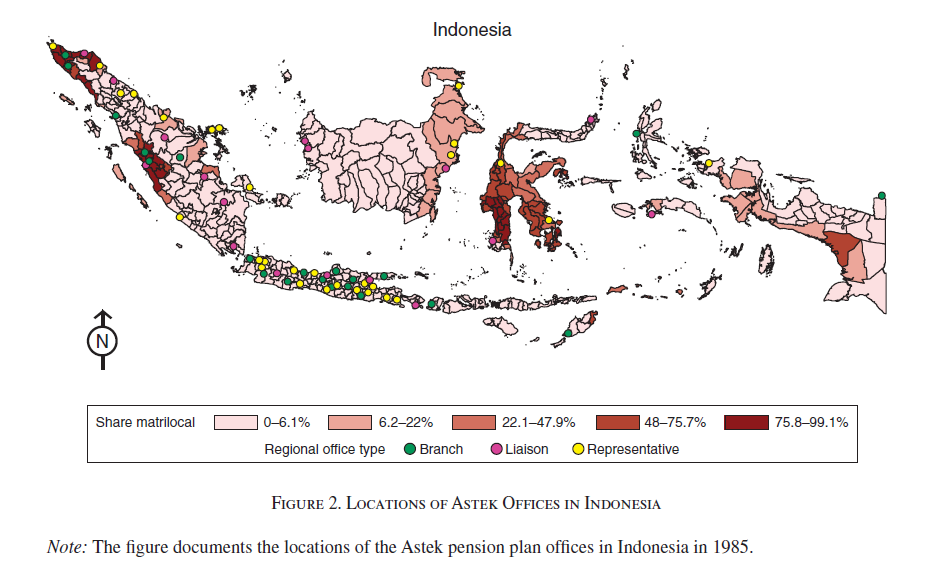 Indonesia
N
Share matrilocal 0–6.1% 6.2–22% 22.1–47.9% 48–75.7% 75.8–99.1%
Regional office type Branch Liaison Representative
FIGURE 2. LOCATIONS OF ASTEK OFFICES IN INDONESIA
Note: The figure documents the locations of the Astek pension plan offices in Indonesia in 1985.